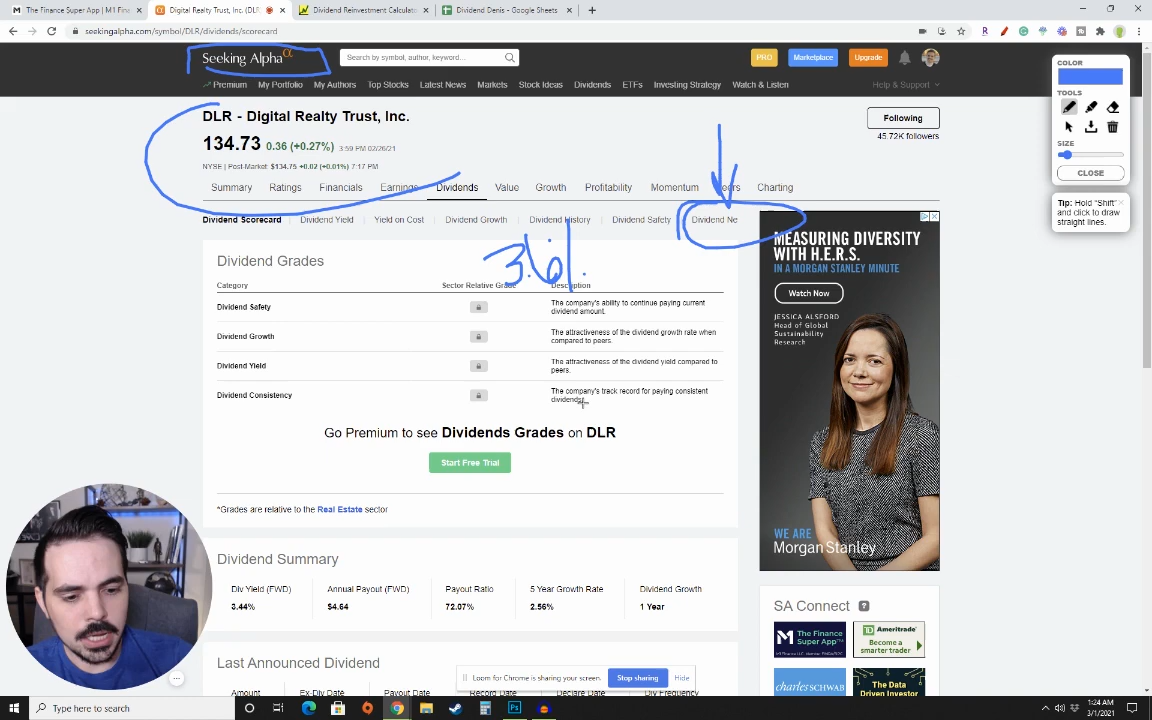 The Finance Super App | M1 Fin
Digital Realty Trust, Inc. (DLR
Dividend Reinvestment Calculato
Dividend Denis - Google Sheets
seekingalpha.com/symbol/DLR/dividends/scorecard
Seeking Alpha α
Search by symbol, author, keyword...
PRO
Marketplace
Upgrade
Premium My Portfolio My Authors Top Stocks Latest News Markets Stock Ideas Dividends ETFs Investing Strategy Watch & Listen
Help & Support
DLR - Digital Realty Trust, Inc.
134.73 0.36 (+0.27%) 3:59 PM 02/26/21
NYSE | Post-Market $134.75 +0.02 (+0.01%) 7:17 PM
Following
45.72K followers
Summary Ratings Financials Earnings Dividends Value Growth Profitability Momentum Peers Charting
Dividend Scorecard Dividend Yield Yield on Cost Dividend Growth Dividend History Dividend Safety Dividend Ne
Dividend Grades
Category Sector Relative Grade Description
Dividend Safety
The company's ability to continue paying current
dividend amount.
Dividend Growth
The attractiveness of the dividend growth rate when
compared to peers.
Dividend Yield
The attractiveness of the dividend yield compared to
peers.
Dividend Consistency
The company's track record for paying consistent
dividends.
Go Premium to see Dividends Grades on DLR
Start Free Trial
*Grades are relative to the Real Estate sector
Dividend Summary
Div Yield (FWD) Annual Payout (FWD) Payout Ratio 5 Year Growth Rate Dividend Growth
3.44% $4.64 72.07% 2.56% 1 Year
Last Announced Dividend
Amount Ex-Div Date Payout Date Record Date Declare Date Div Frequency
MEASURING DIVERSITY
WITH H.E.R.S.
IN A MORGAN STANLEY MINUTE
Watch Now
JESSICA ALSFORD
Head of Global
Sustainability
Research
WE ARE
Morgan Stanley
SA Connect
The Finance
Super App
Ameritrade
Become a
smarter trader
charles SCHWAB
The Data
Driven Investor
COLOR
TOOLS
SIZE
CLOSE
Tip: Hold "Shift"
and click to draw
straight lines.
Loom for Chrome is sharing your screen.
Stop sharing
Hide
Type here to search
1:24 AM
3/1/2021